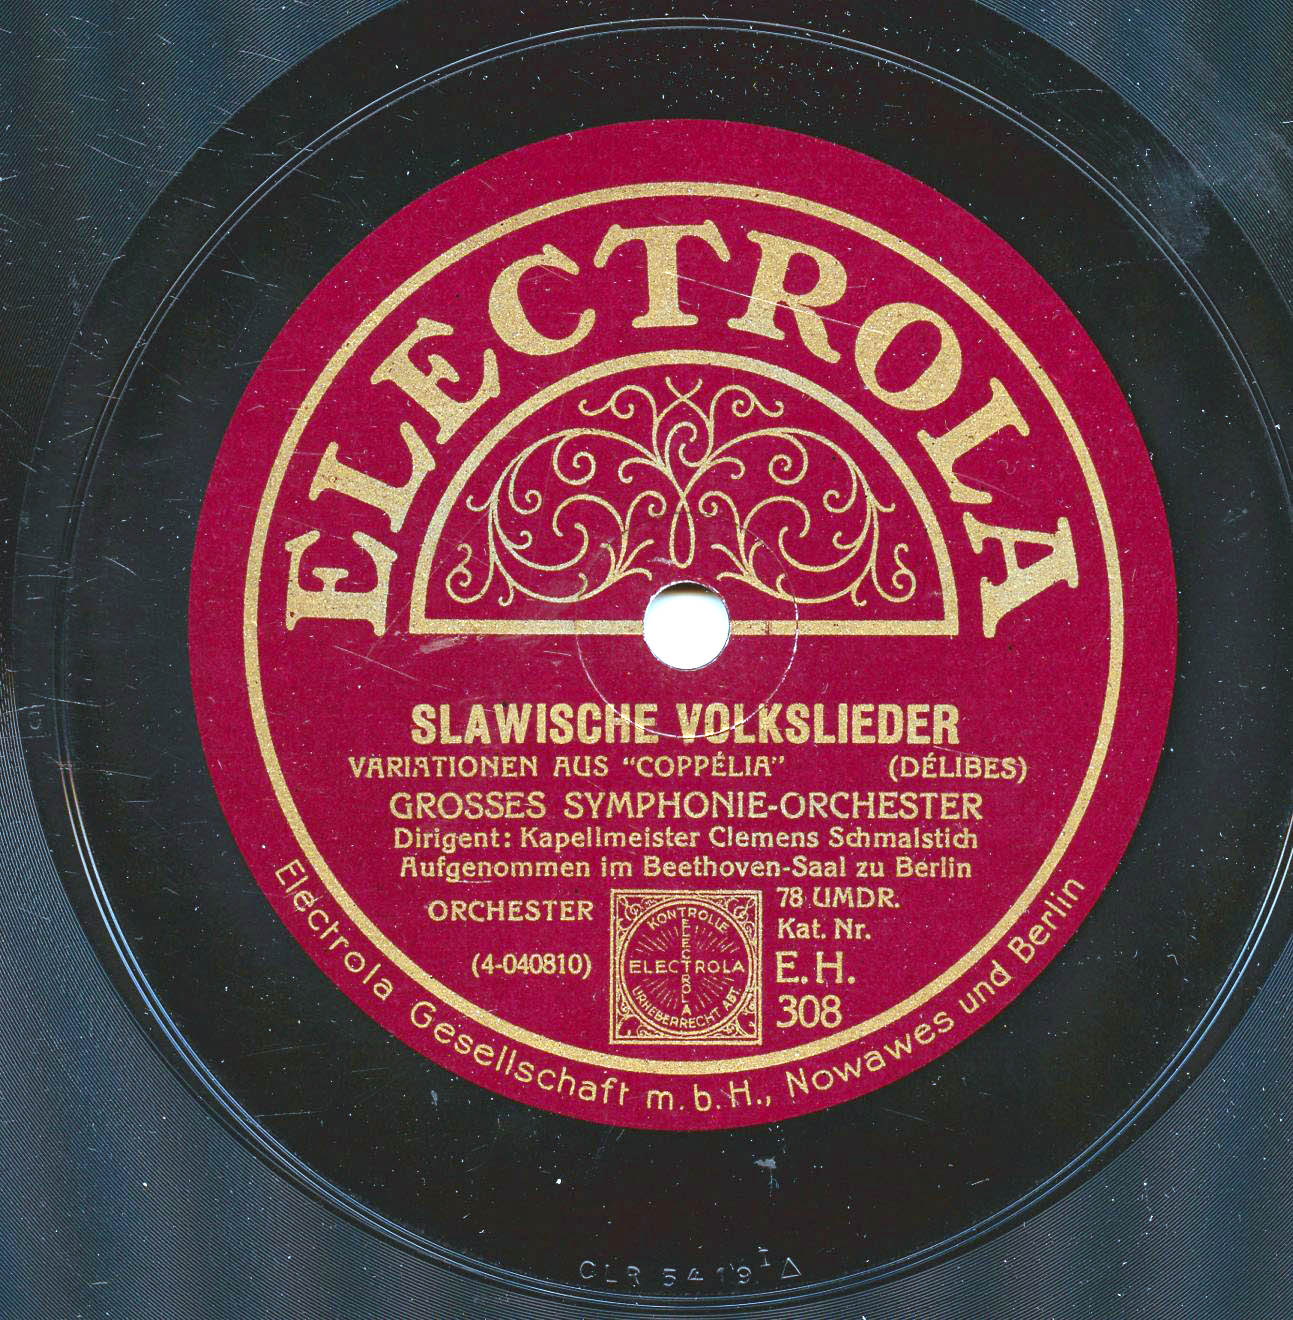 ELECTROLA
SLAWISCHE VOLKSLIEDER
VARIATIONEN AUS “COPPÉLIA” (DÉLIBES)
GROSSES SYMPHONIE-ORCHESTER
Dirigent: Kapellmeister Clemens Schmalstich
Aufgenommen im Beethoven-Saal zu Berlin
ORCHESTER
(4-040810)
KONTROLLE
ELECTROLA
ELECTROLA
URHEBERRECHT ABT.
78 UMDR.
Kat. Nr.
E.H.
308
Electrola Gesellschaft m.b.H., Nowawes und Berlin
CLR 5419 I △